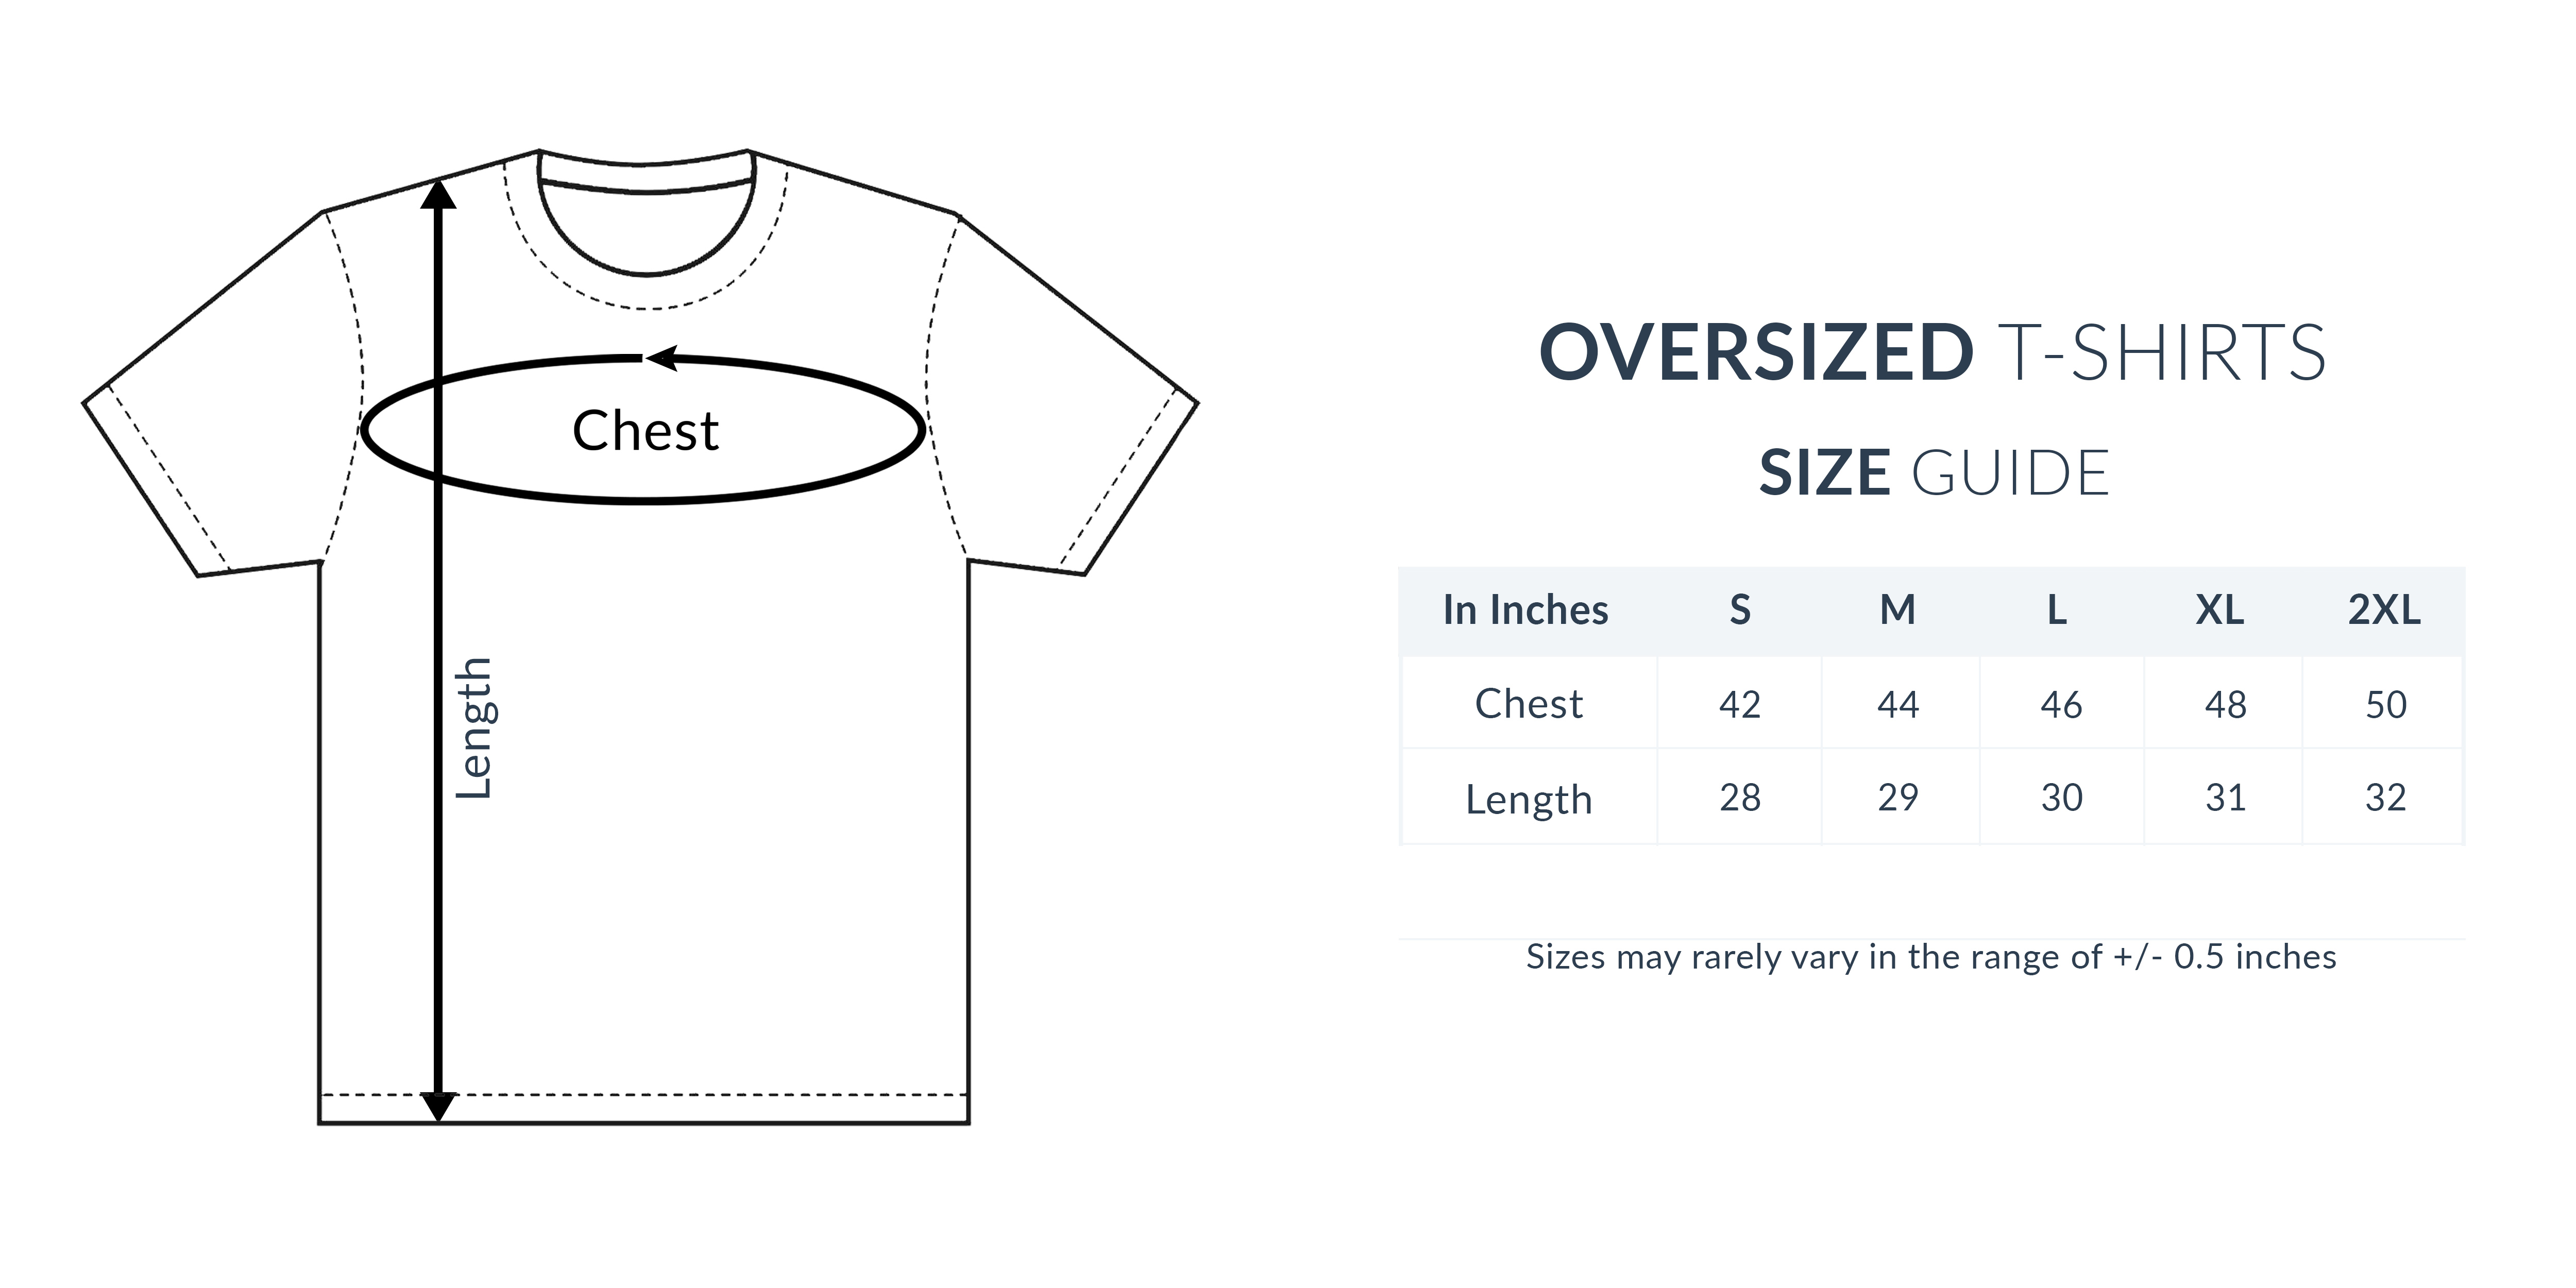 Chest
Length
OVERSIZED T-SHIRTS
SIZE GUIDE
In Inches S M L XL 2XL
Chest 42 44 46 48 50
Length 28 29 30 31 32
Sizes may rarely vary in the range of +/- 0.5 inches